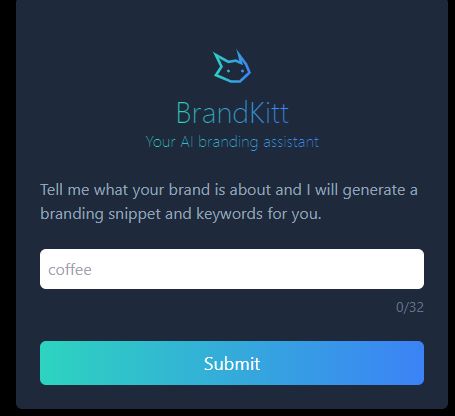 BrandKitt
Your AI branding assistant
Tell me what your brand is about and I will generate a
branding snippet and keywords for you.
coffee
0/32
Submit